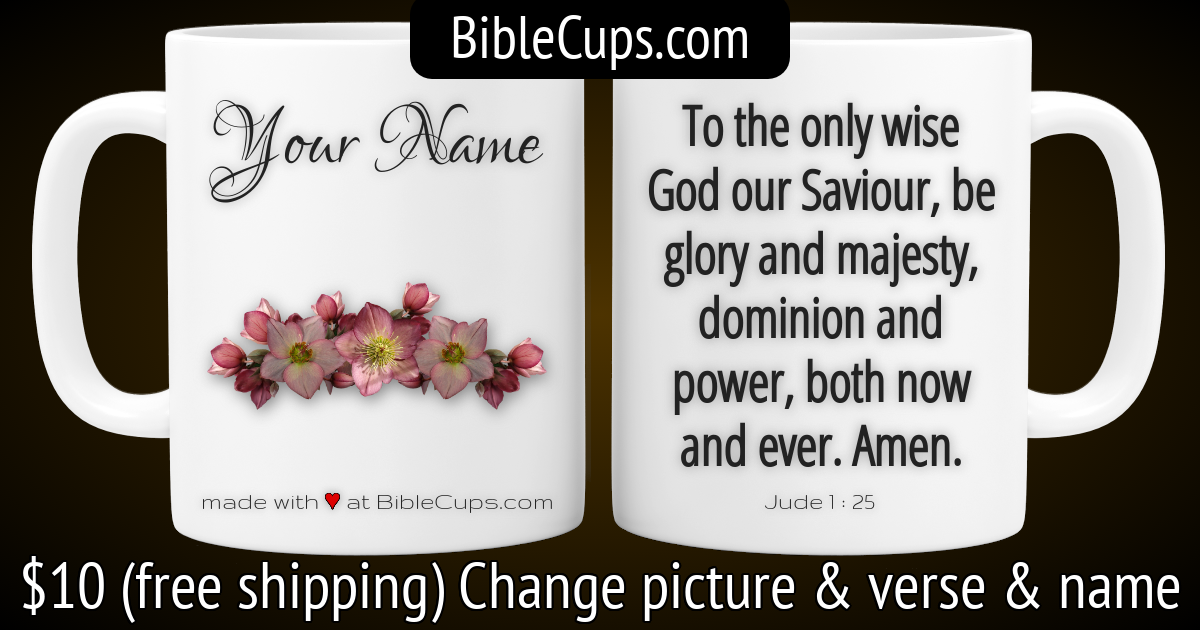 BibleCups.com
Your Name
made with ♥ at BibleCups.com
To the only wise
God our Saviour, be
glory and majesty,
dominion and
power, both now
and ever. Amen.
Jude 1 : 25
$10 (free shipping) Change picture & verse & name